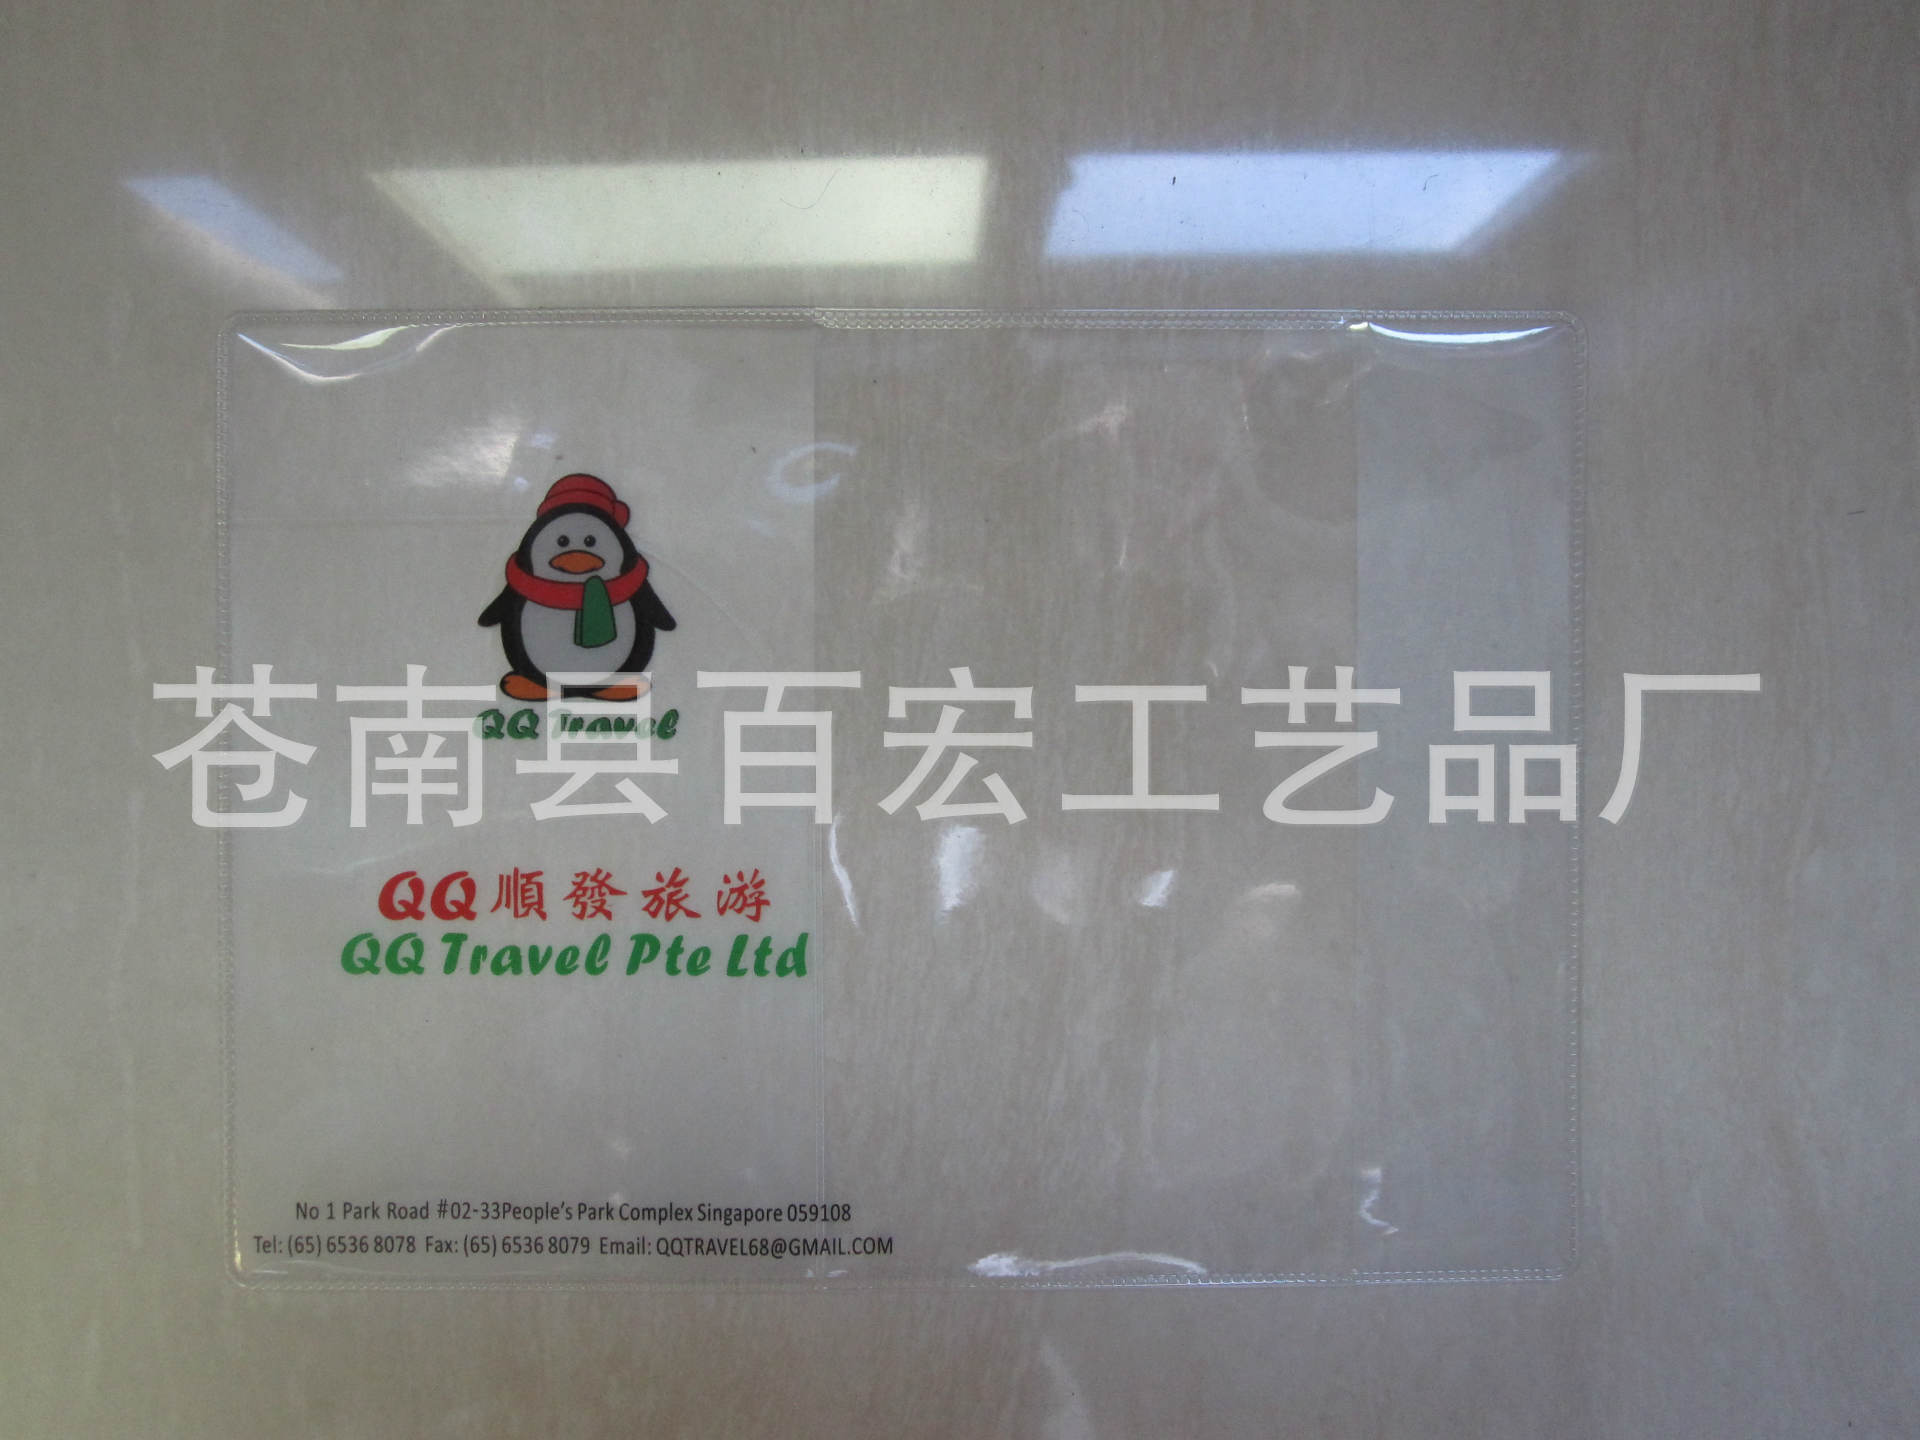 QQ Travel
苍南县百宏工艺品厂
QQ 順發旅游
QQ Travel Pte Ltd
No 1 Park Road #02-33People's Park Complex Singapore 059108
Tel: (65) 6536 8078 Fax: (65) 6536 8079 Email: QQTRAVEL68@GMAIL.COM